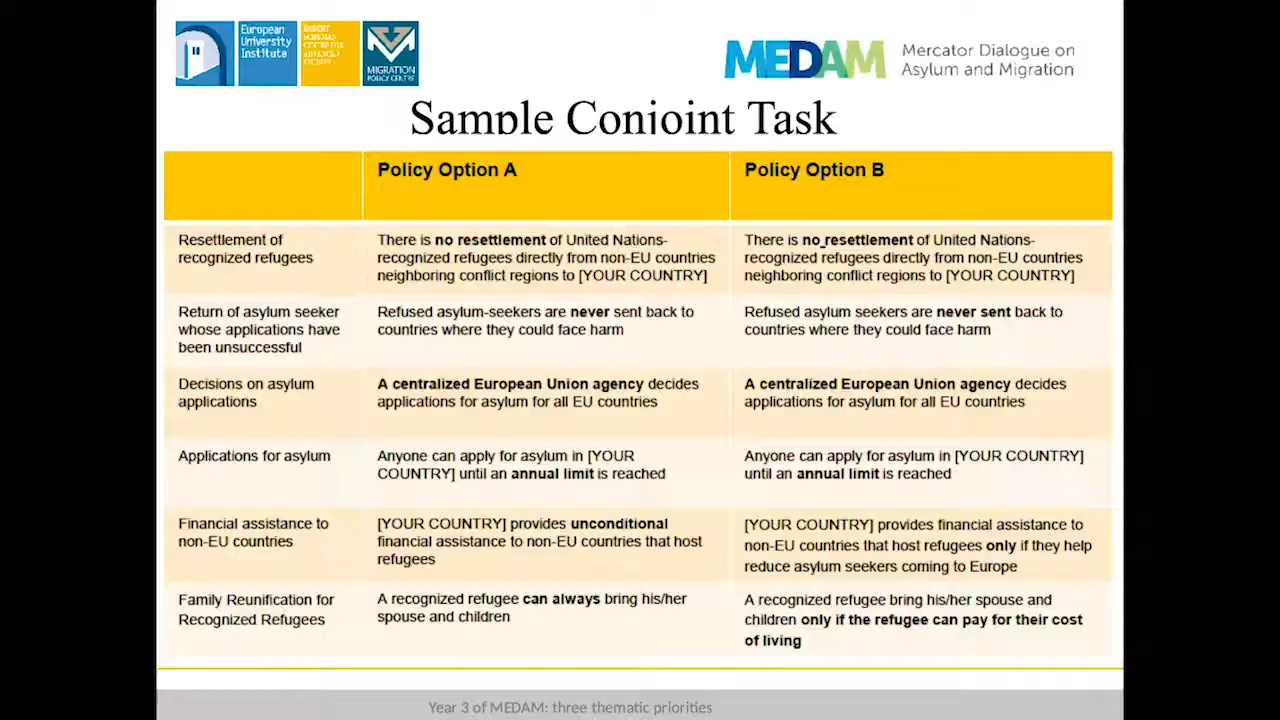 European
University
Institute
ROBERT
SCHUMAN
CENTRE FOR
ADVANCED
STUDIES
MIGRATION
POLICY CENTRE
MEDAM
Mercator Dialogue on
Asylum and Migration
Sample Conjoint Task
Policy Option A
Policy Option B
Resettlement of
recognized refugees
There is no resettlement of United Nations-
recognized refugees directly from non-EU countries
neighboring conflict regions to [YOUR COUNTRY]
There is no resettlement of United Nations-
recognized refugees directly from non-EU countries
neighboring conflict regions to [YOUR COUNTRY]
Return of asylum seeker
whose applications have
been unsuccessful
Refused asylum-seekers are never sent back to
countries where they could face harm
Refused asylum seekers are never sent back to
countries where they could face harm
Decisions on asylum
applications
A centralized European Union agency decides
applications for asylum for all EU countries
A centralized European Union agency decides
applications for asylum for all EU countries
Applications for asylum
Anyone can apply for asylum in [YOUR
COUNTRY] until an annual limit is reached
Anyone can apply for asylum in [YOUR COUNTRY]
until an annual limit is reached
Financial assistance to
non-EU countries
[YOUR COUNTRY] provides unconditional
financial assistance to non-EU countries that host
refugees
[YOUR COUNTRY] provides financial assistance to
non-EU countries that host refugees only if they help
reduce asylum seekers coming to Europe
Family Reunification for
Recognized Refugees
A recognized refugee can always bring his/her
spouse and children
A recognized refugee bring his/her spouse and
children only if the refugee can pay for their cost
of living
Year 3 of MEDAM: three thematic priorities